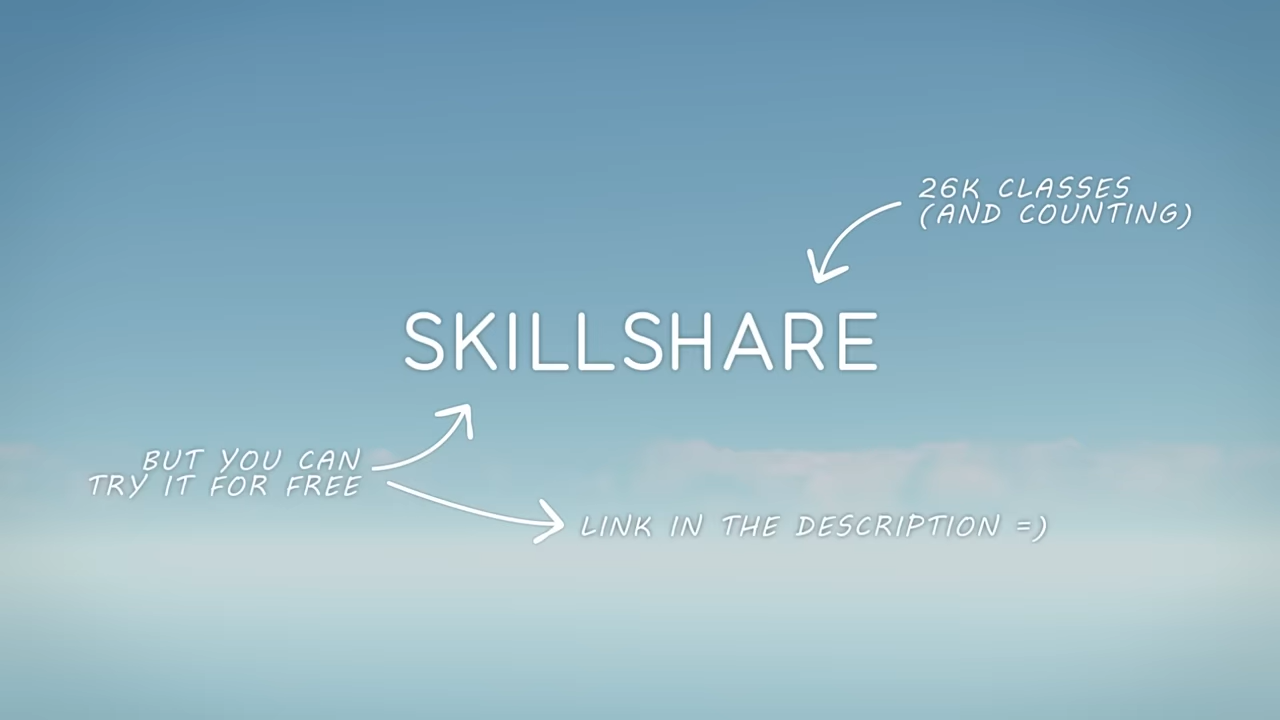 26K CLASSES
(AND COUNTING)
SKILLSHARE
BUT YOU CAN
TRY IT FOR FREE
LINK IN THE DESCRIPTION =)